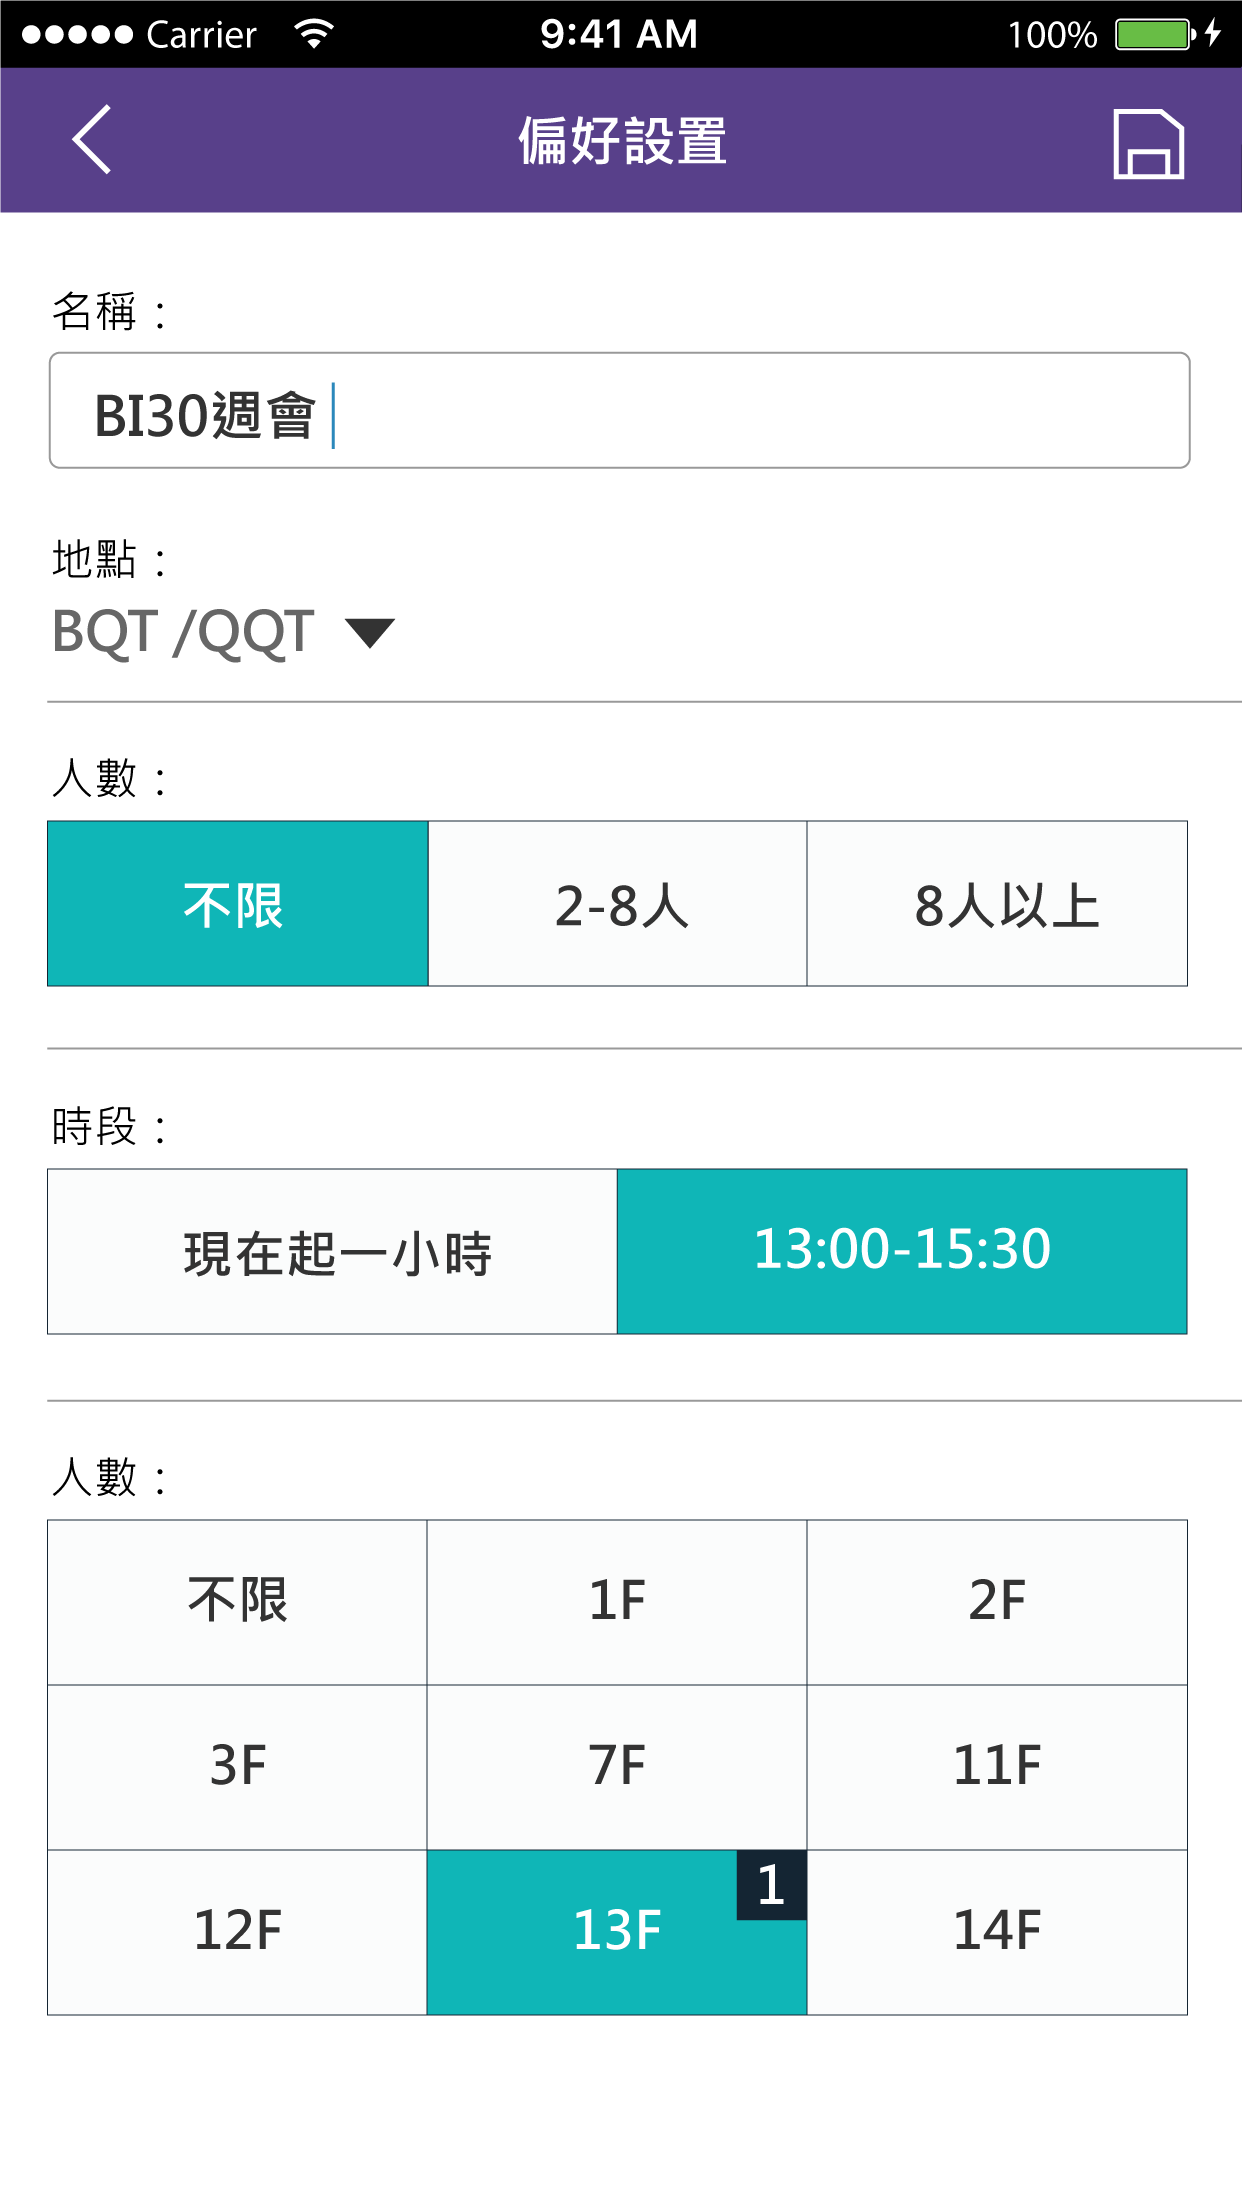 Carrier 9:41 AM 100%
偏好設置
名稱：
BI30週會
地點：
BQT /QQT
人數：
不限 2-8人 8人以上
時段：
現在起一小時 13:00-15:30
人數：
不限 1F 2F
3F 7F 11F
12F 13F 1 14F